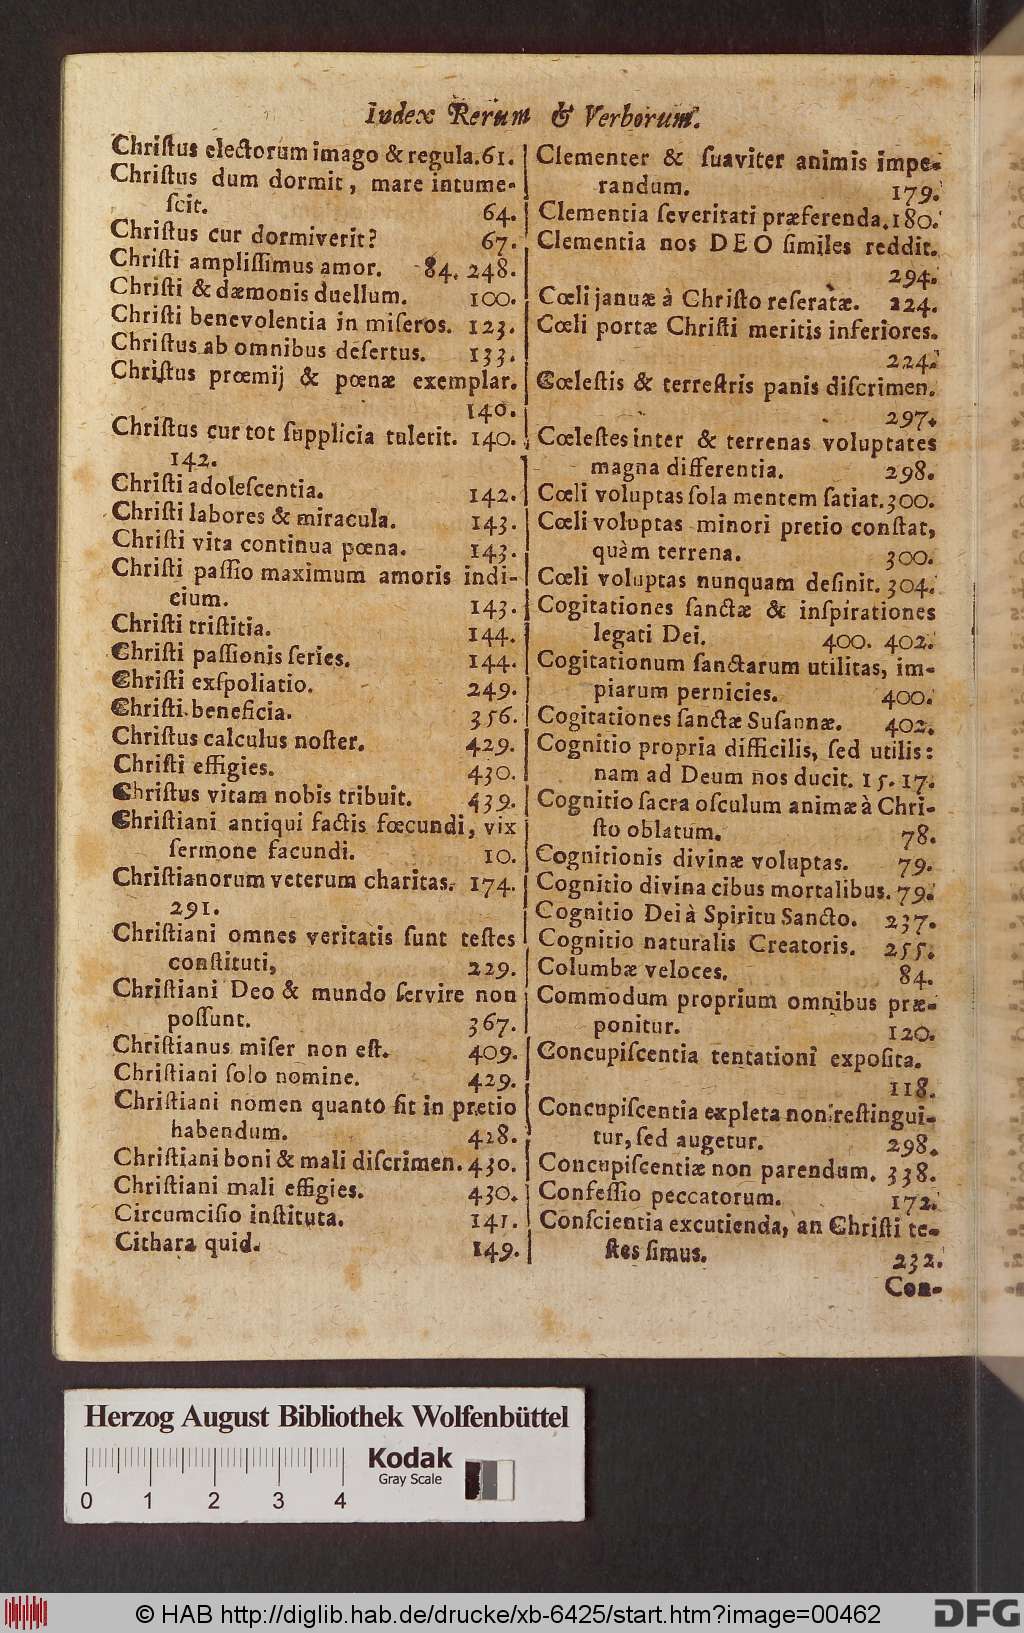 Index Rerum & Verborum.
Chriſtus electorum imago & regula. 61.
Chriſtus dum dormit, mare intume-
ſcit. 64.
Chriſtus cur dormiverit? 67.
Chriſti ampliſſimus amor. 84. 248.
Chriſti & dæmonis duellum. 100.
Chriſti benevolentia in miſeros. 123.
Chriſtus ab omnibus deſertus. 133.
Chriſtus prœmij & pœnæ exemplar.
140.
Chriſtus cur tot ſupplicia tulerit. 140.
142.
Chriſti adoleſcentia. 142.
Chriſti labores & miracula. 143.
Chriſti vita continua pœna. 143.
Chriſti paſſio maximum amoris indi-
cium. 143.
Chriſti triſtitia. 144.
Chriſti paſſionis ſeries. 144.
Chriſti exſpoliatio. 249.
Chriſti beneficia. 356.
Chriſtus calculus noſter. 429.
Chriſti effigies. 430.
Chriſtus vitam nobis tribuit. 439.
Chriſtiani antiqui factis fœcundi, vix
ſermone facundi. 10.
Chriſtianorum veterum charitas. 174.
291.
Chriſtiani omnes veritatis ſunt teſtes
conſtituti, 229.
Chriſtiani Deo & mundo ſervire non
poſſunt. 367.
Chriſtianus miſer non eſt. 409.
Chriſtiani ſolo nomine. 429.
Chriſtiani nomen quanto ſit in pretio
habendum. 428.
Chriſtiani boni & mali diſcrimen. 430.
Chriſtiani mali effigies. 430.
Circumciſio inſtituta. 141.
Cithara quid. 149.
Clementer & ſuaviter animis impe-
randum. 179.
Clementia ſeveritati præferenda. 180.
Clementia nos DEO ſimiles reddit.
294.
Cœli januæ à Chriſto reſeratæ. 224.
Cœli portæ Chriſti meritis inferiores.
224.
Cœleſtis & terreſtris panis diſcrimen.
297.
Cœleſtes inter & terrenas voluptates
magna differentia. 298.
Cœli voluptas ſola mentem ſatiat. 300.
Cœli voluptas minori pretio conſtat,
quàm terrena. 300.
Cœli voluptas nunquam deſinit. 304.
Cogitationes ſanctæ & inſpirationes
legati Dei. 400. 402.
Cogitationum ſanctarum utilitas, im-
piarum pernicies. 400.
Cogitationes ſanctæ Suſannæ. 402.
Cognitio propria difficilis, ſed utilis:
nam ad Deum nos ducit. 15. 17.
Cognitio ſacra oſculum animæ à Chri-
ſto oblatum. 78.
Cognitionis divinæ voluptas. 79.
Cognitio divina cibus mortalibus. 79.
Cognitio Dei à Spiritu Sancto. 237.
Cognitio naturalis Creatoris. 255.
Columbæ veloces. 84.
Commodum proprium omnibus præ-
ponitur. 120.
Concupiſcentia tentationi expoſita.
118.
Concupiſcentia expleta non reſtingui-
tur, ſed augetur. 298.
Concupiſcentiæ non parendum. 338.
Confeſſio peccatorum. 172.
Conſcientia excutienda, an Chriſti te-
ſtes ſimus. 232.
Con-
Herzog August Bibliothek Wolfenbüttel
Kodak
Gray Scale
0 1 2 3 4
© HAB http://diglib.hab.de/drucke/xb-6425/start.htm?image=00462
DFG